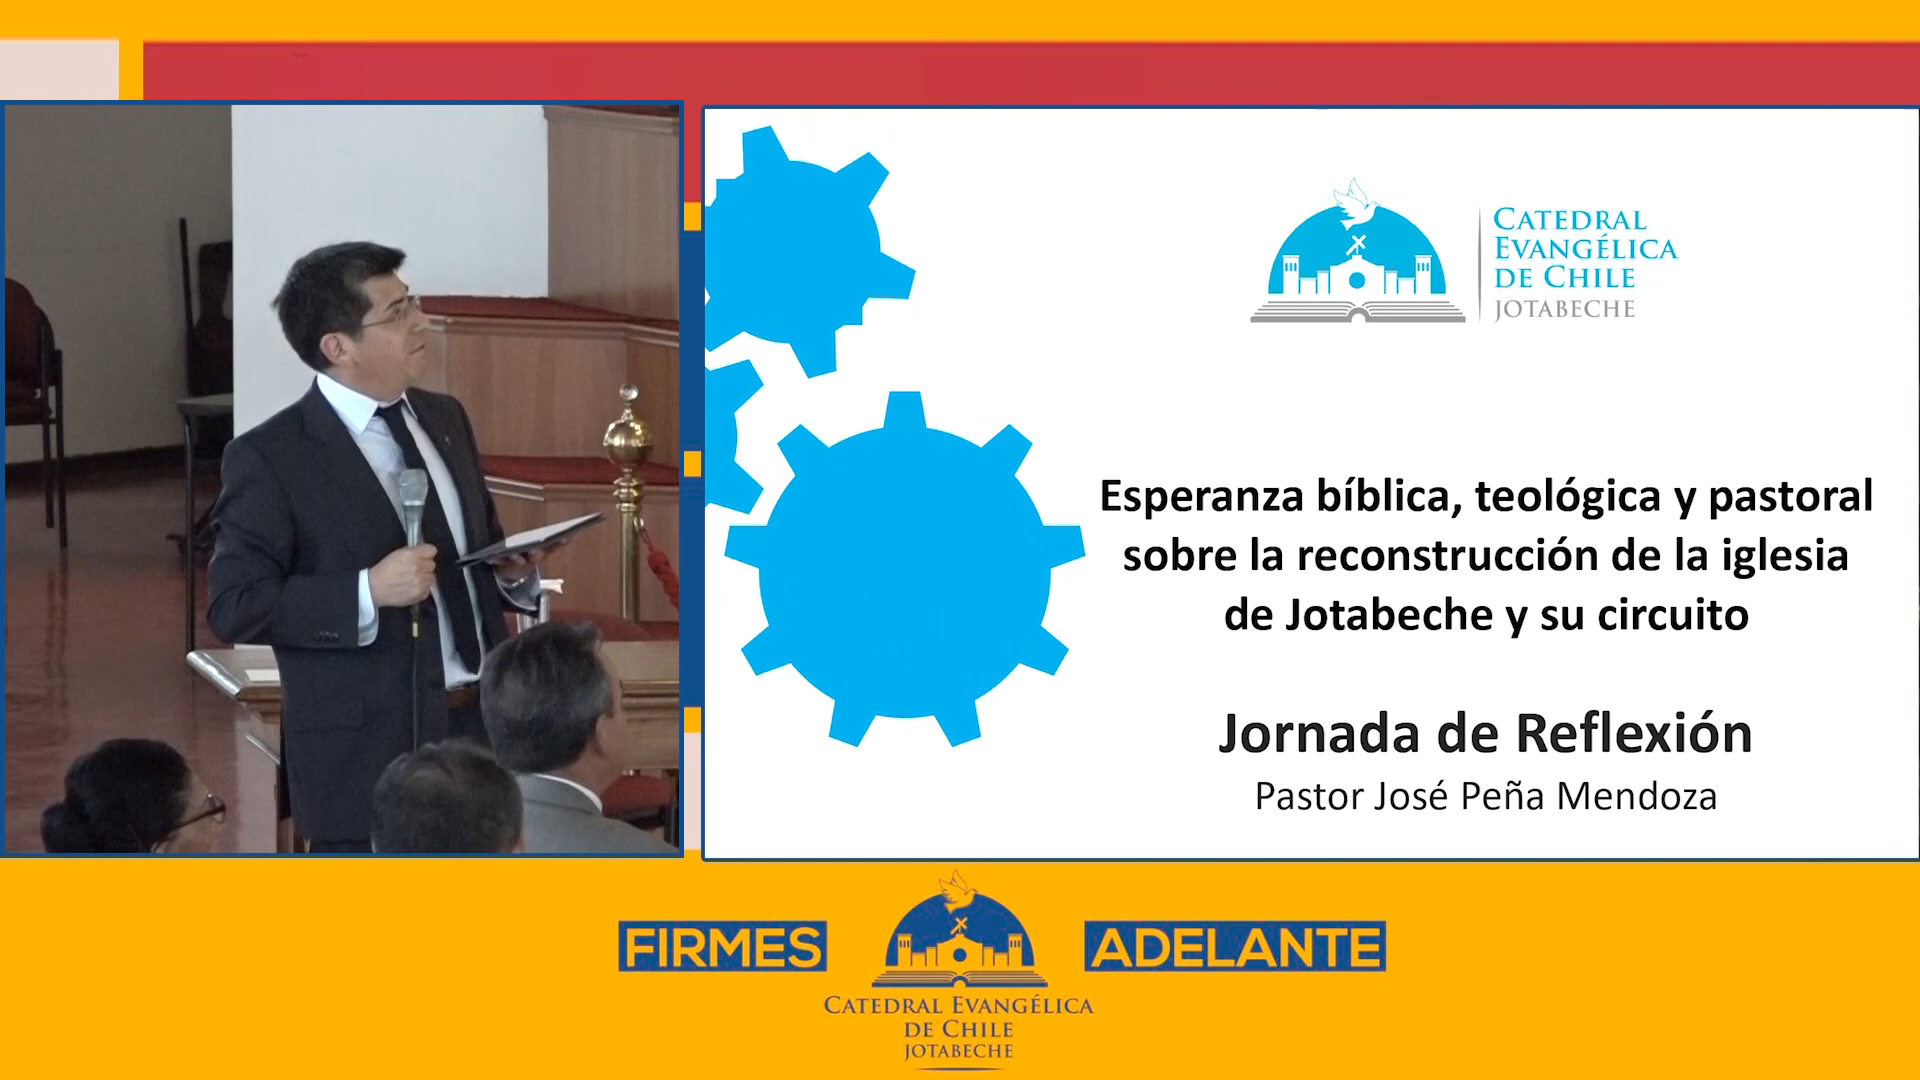 CATEDRAL
EVANGÉLICA
DE CHILE
JOTABECHE
Esperanza bíblica, teológica y pastoral
sobre la reconstrucción de la iglesia
de Jotabeche y su circuito
Jornada de Reflexión
Pastor José Peña Mendoza
FIRMES
ADELANTE
CATEDRAL EVANGÉLICA
DE CHILE
JOTABECHE